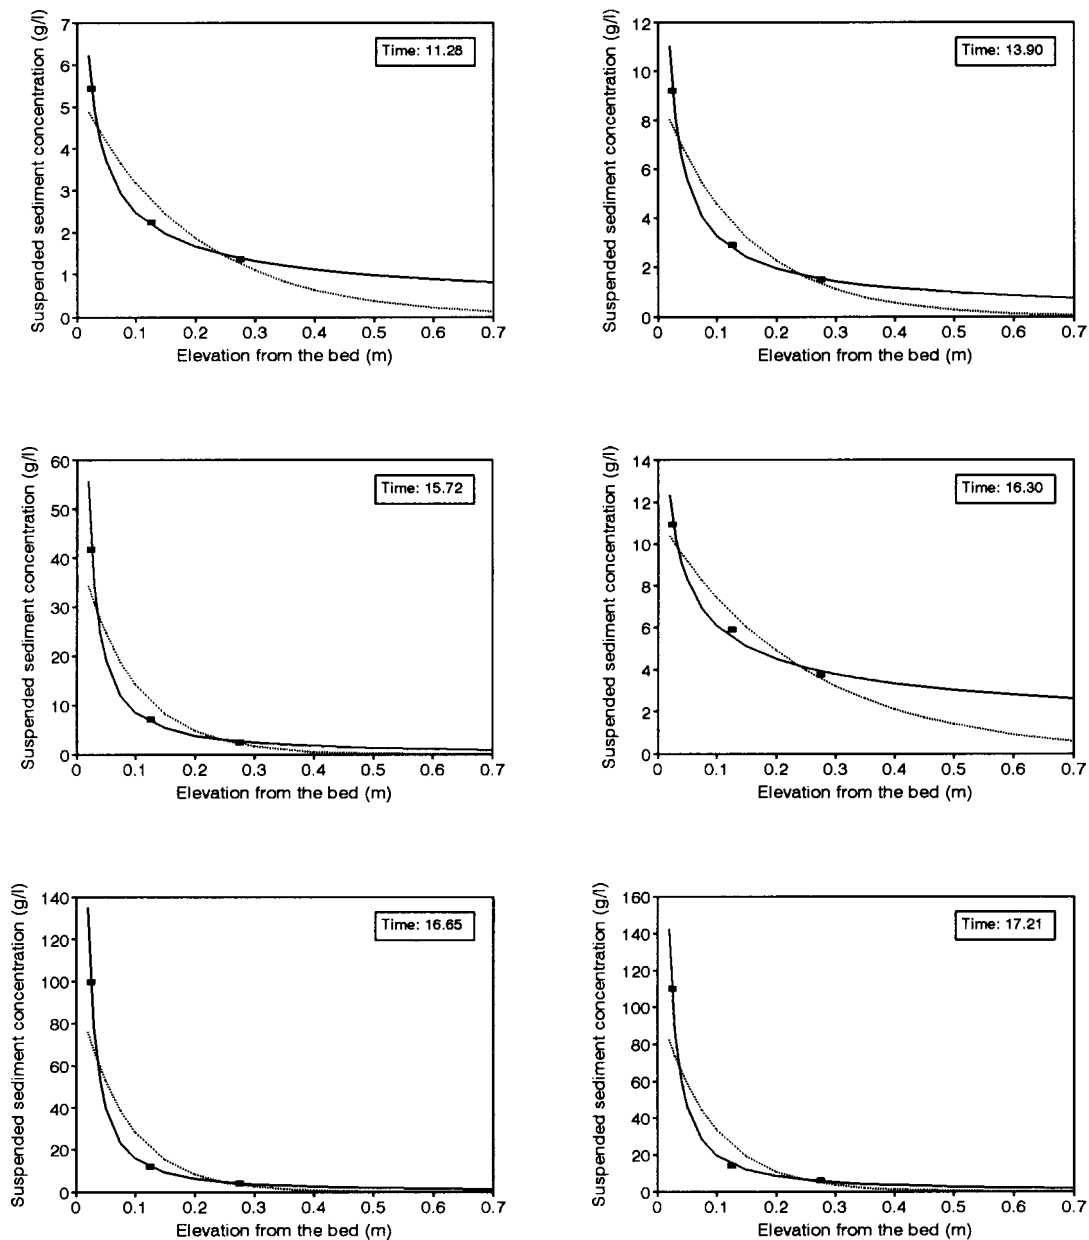 Suspended sediment concentration (g/l)
7
6
5
4
3
2
1
0
Time: 11.28
0 0.1 0.2 0.3 0.4 0.5 0.6 0.7
Elevation from the bed (m)
Suspended sediment concentration (g/l)
12
10
8
6
4
2
0
Time: 13.90
0 0.1 0.2 0.3 0.4 0.5 0.6 0.7
Elevation from the bed (m)
Suspended sediment concentration (g/l)
60
50
40
30
20
10
0
Time: 15.72
0 0.1 0.2 0.3 0.4 0.5 0.6 0.7
Elevation from the bed (m)
Suspended sediment concentration (g/l)
14
12
10
8
6
4
2
0
Time: 16.30
0 0.1 0.2 0.3 0.4 0.5 0.6 0.7
Elevation from the bed (m)
Suspended sediment concentration (g/l)
140
120
100
80
60
40
20
0
Time: 16.65
0 0.1 0.2 0.3 0.4 0.5 0.6 0.7
Elevation from the bed (m)
Suspended sediment concentration (g/l)
160
140
120
100
80
60
40
20
0
Time: 17.21
0 0.1 0.2 0.3 0.4 0.5 0.6 0.7
Elevation from the bed (m)